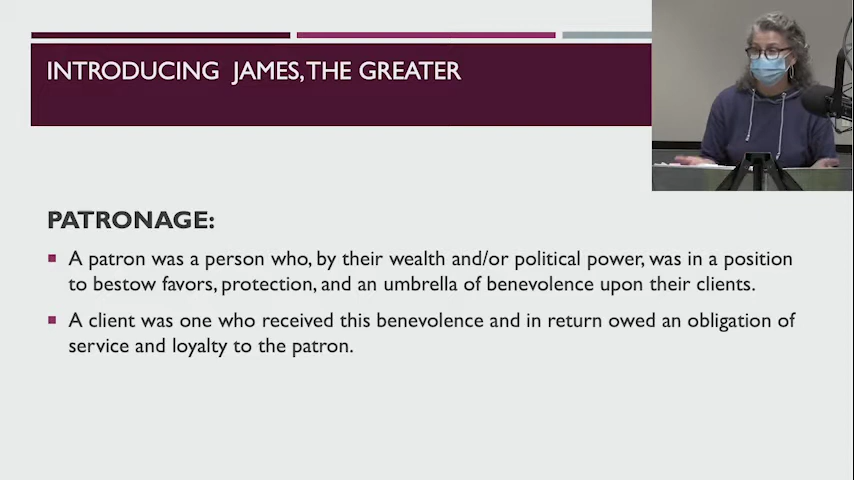 INTRODUCING JAMES, THE GREATER
PATRONAGE:
A patron was a person who, by their wealth and/or political power, was in a position
to bestow favors, protection, and an umbrella of benevolence upon their clients.
A client was one who received this benevolence and in return owed an obligation of
service and loyalty to the patron.